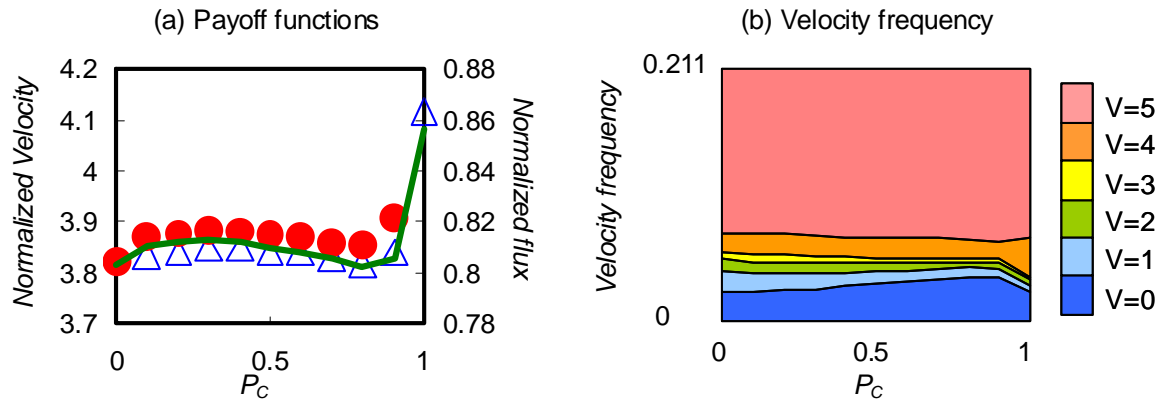 (a) Payoff functions
Normalized Velocity
4.2
4.1
4
3.9
3.8
3.7
0.88
0.86
0.84
0.82
0.8
0.78
Normalized flux
0
0.5
1
P_C
(b) Velocity frequency
Velocity frequency
0.211
0
0
0.5
1
P_C
V=5
V=4
V=3
V=2
V=1
V=0